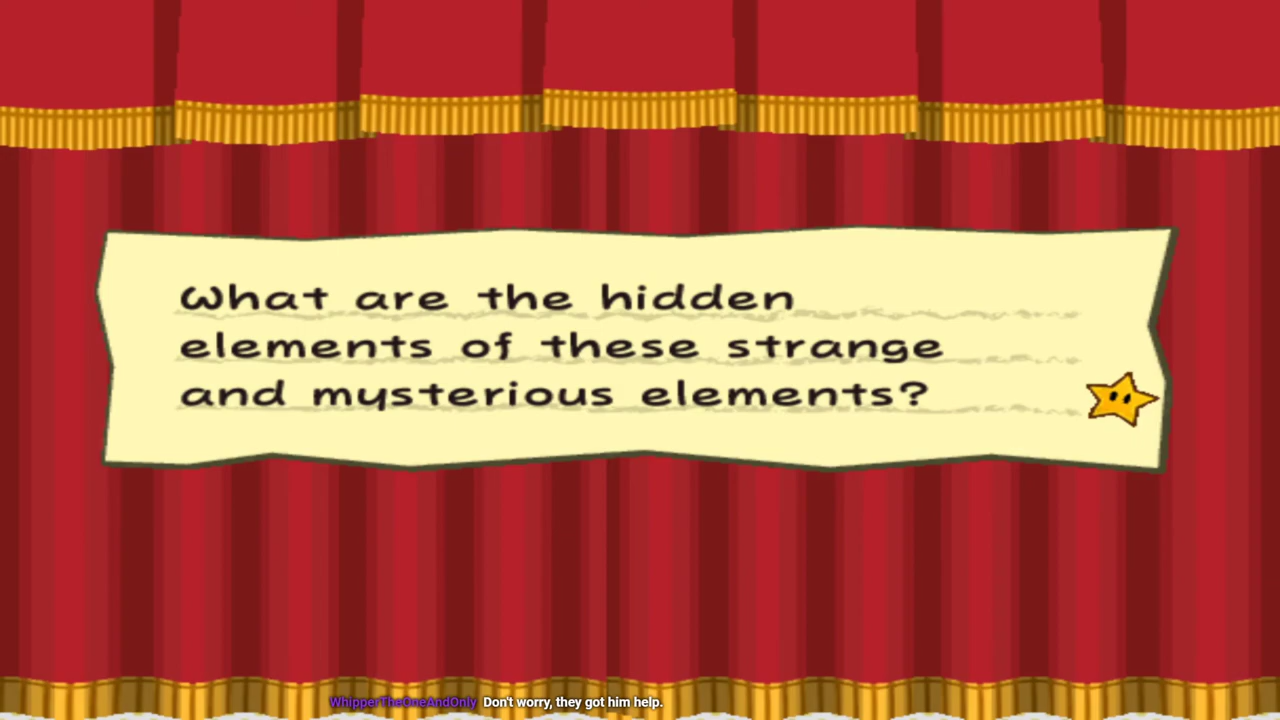 What are the hidden
elements of these strange
and mysterious elements?
WhipperTheOneAndOnly Don't worry, they got him help.